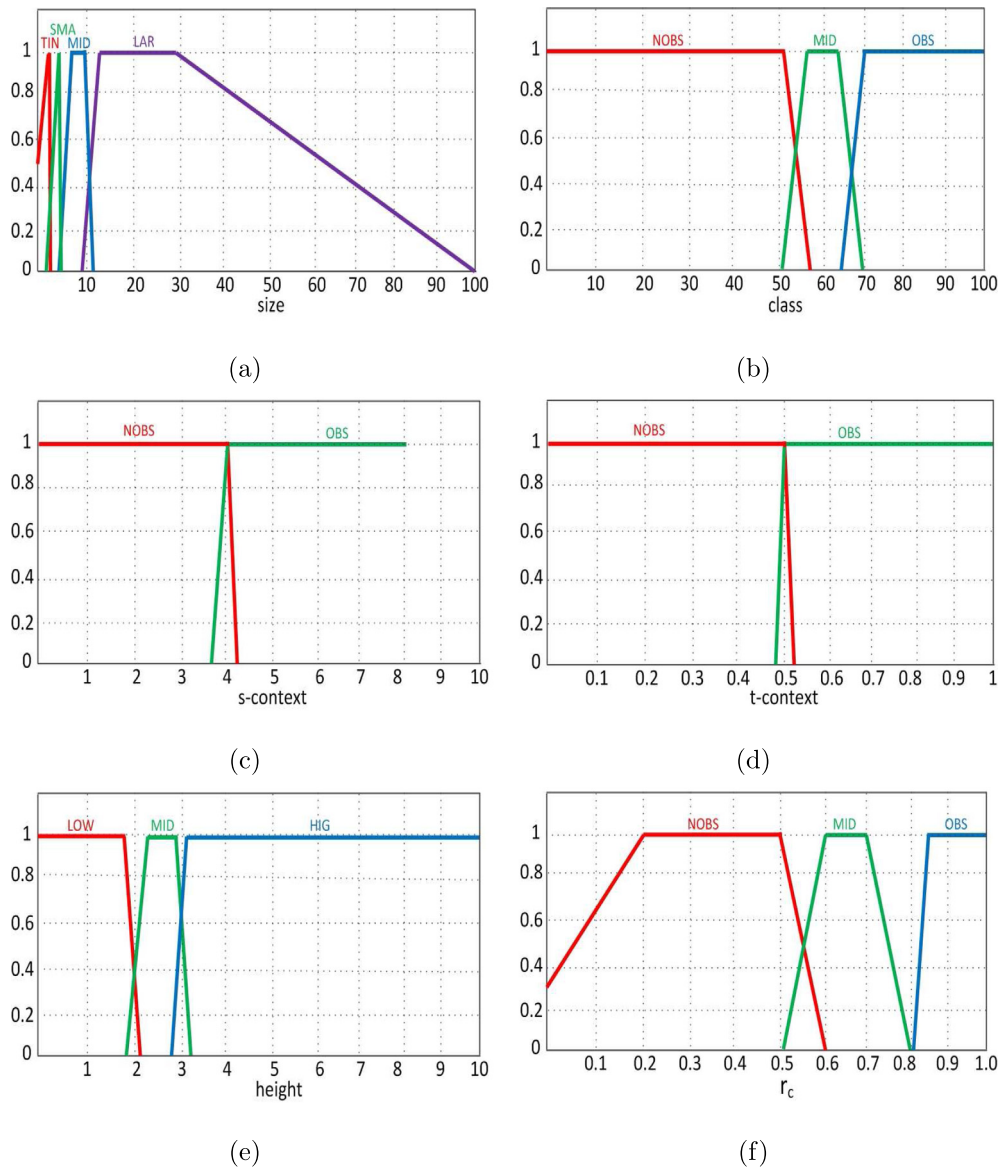 SMA
TIN MID LAR
1
0.8
0.6
0.4
0.2
0
10 20 30 40 50 60 70 80 90 100
size
(a)
NOBS MID OBS
1
0.8
0.6
0.4
0.2
0
10 20 30 40 50 60 70 80 90 100
class
(b)
NOBS OBS
1
0.8
0.6
0.4
0.2
0
1 2 3 4 5 6 7 8 9 10
s-context
(c)
NOBS OBS
1
0.8
0.6
0.4
0.2
0
0.1 0.2 0.3 0.4 0.5 0.6 0.7 0.8 0.9 1
t-context
(d)
LOW MID HIG
1
0.8
0.6
0.4
0.2
0
1 2 3 4 5 6 7 8 9 10
height
(e)
NOBS MID OBS
1
0.8
0.6
0.4
0.2
0
0.1 0.2 0.3 0.4 0.5 0.6 0.7 0.8 0.9 1.0
r_c
(f)